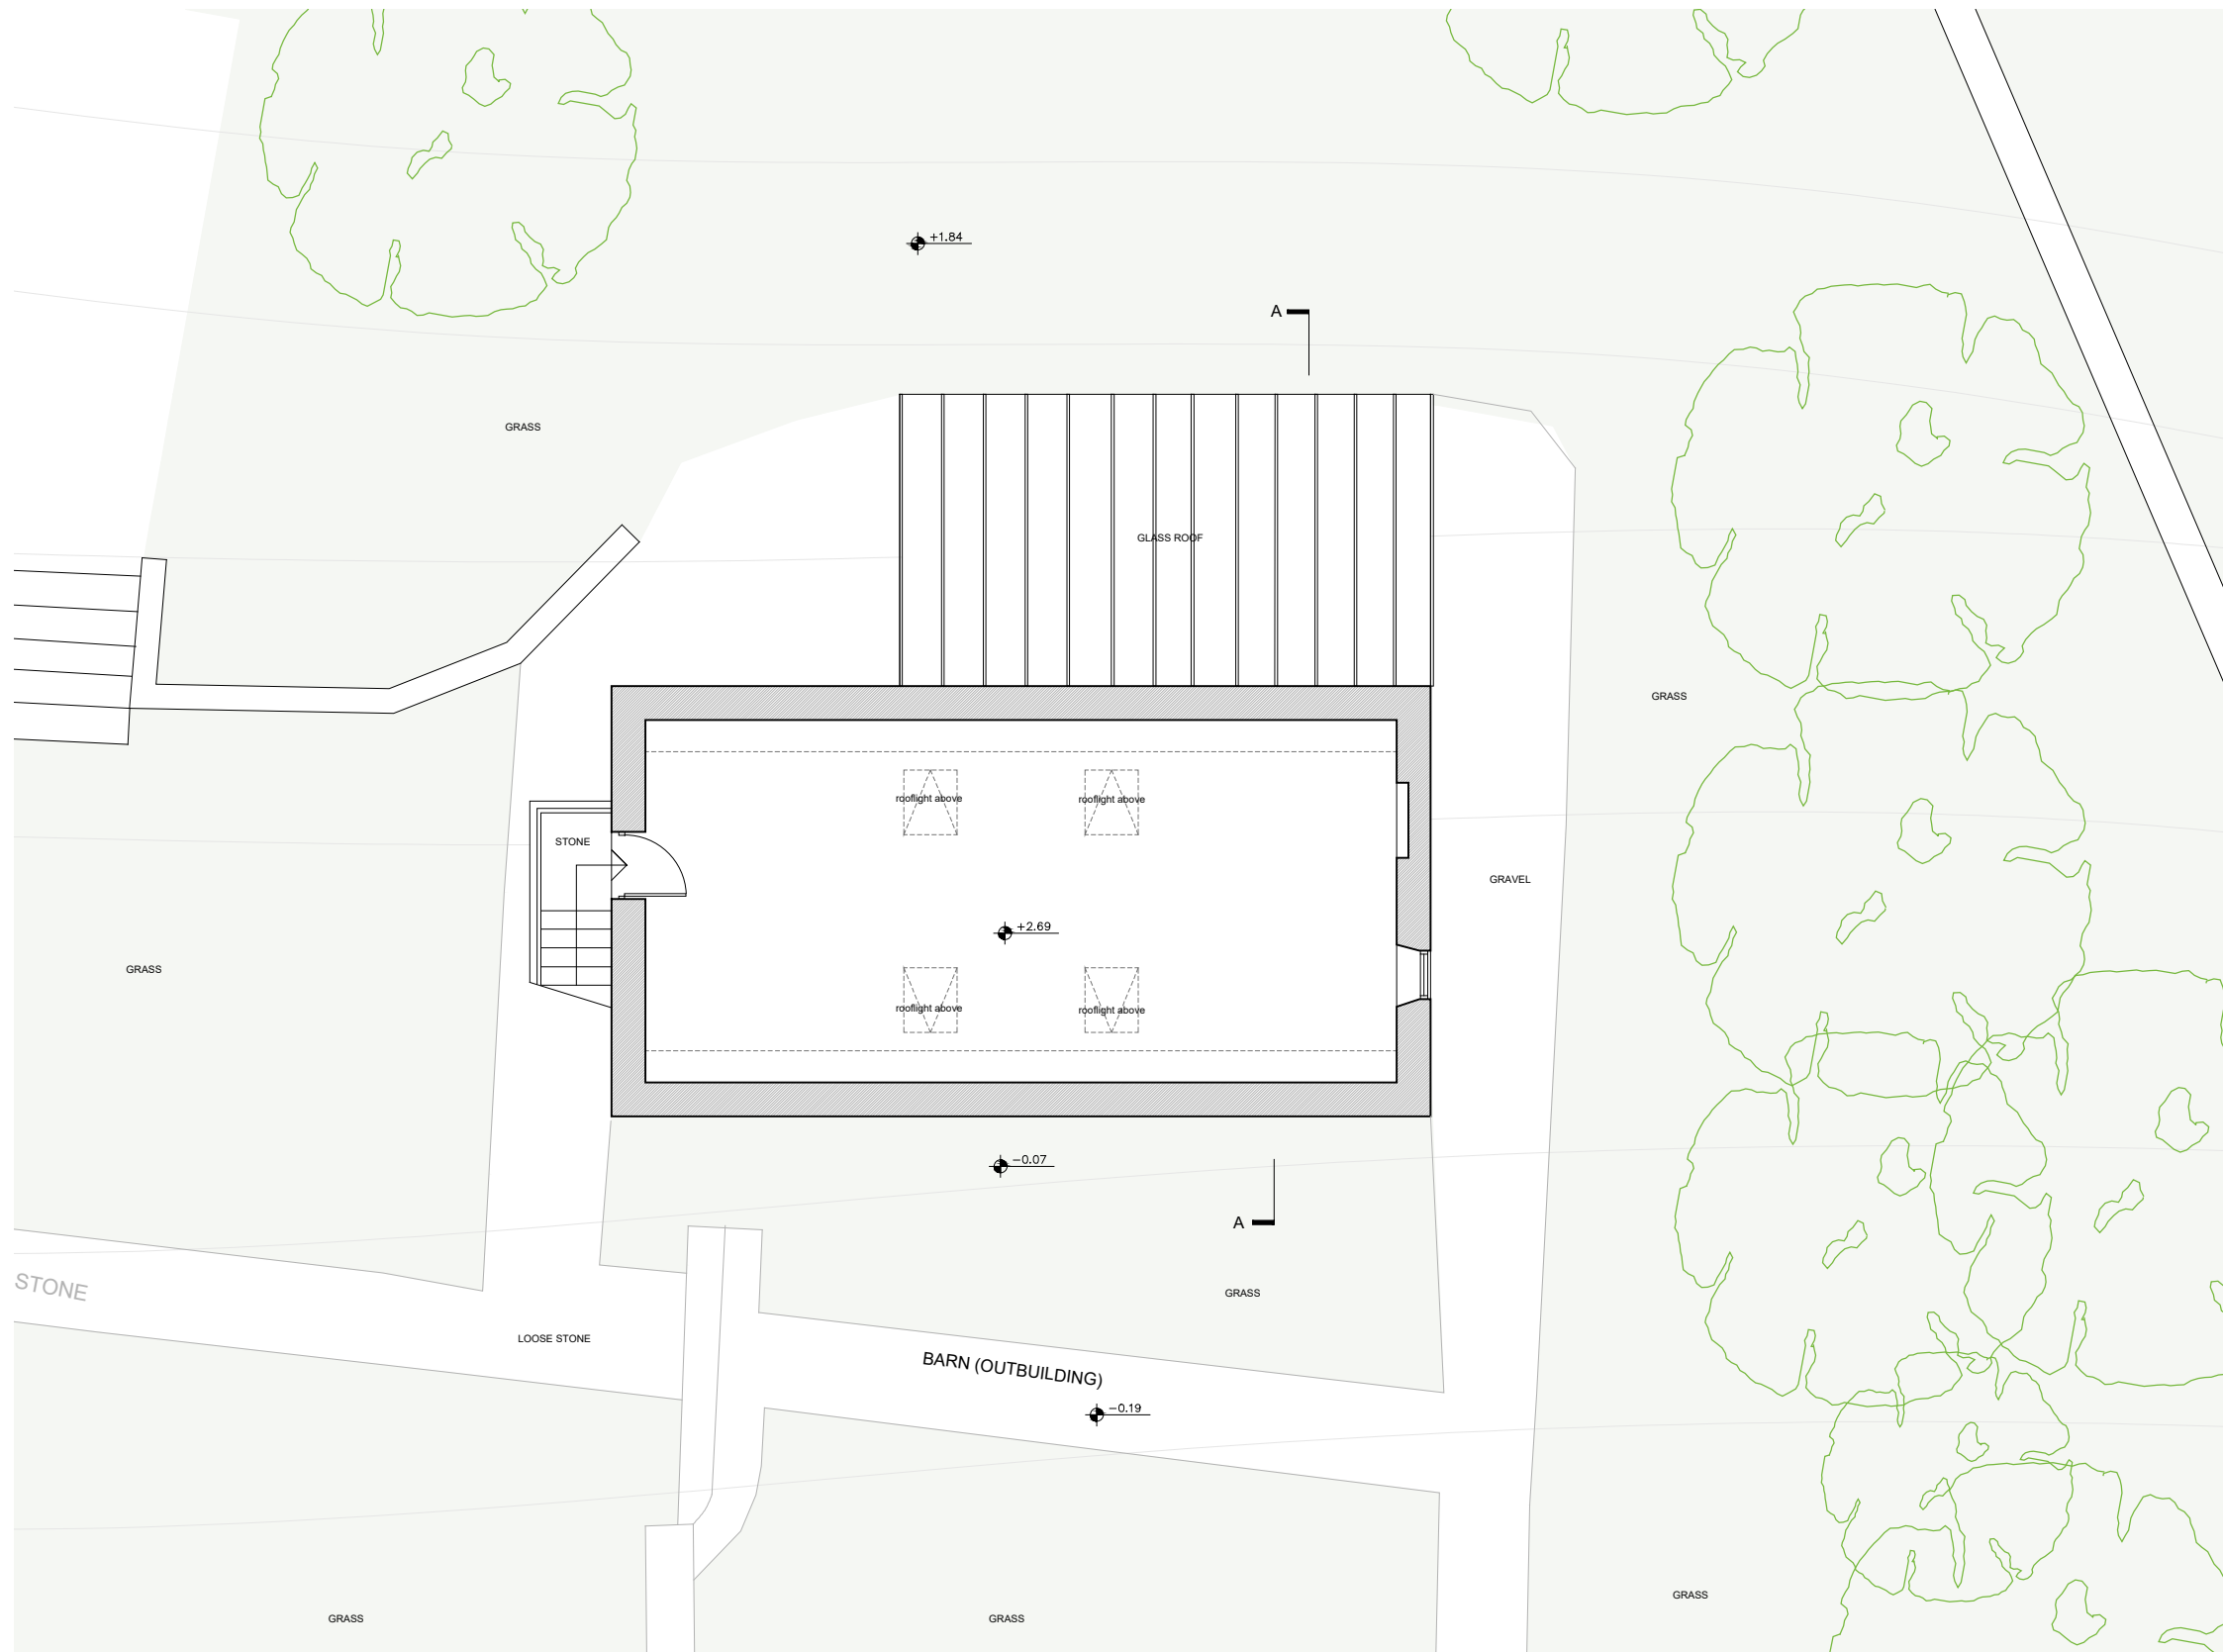 +1.84
A
GRASS
GLASS ROOF
GRASS
rooflight above
rooflight above
STONE
GRAVEL
+2.69
GRASS
rooflight above
rooflight above
−0.07
A
STONE
GRASS
LOOSE STONE
BARN (OUTBUILDING)
−0.19
GRASS
GRASS
GRASS